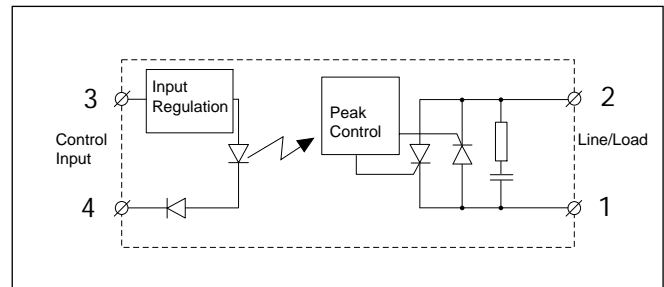 Input
Regulation
3
Control
Input
4
Peak
Control
2
Line/Load
1